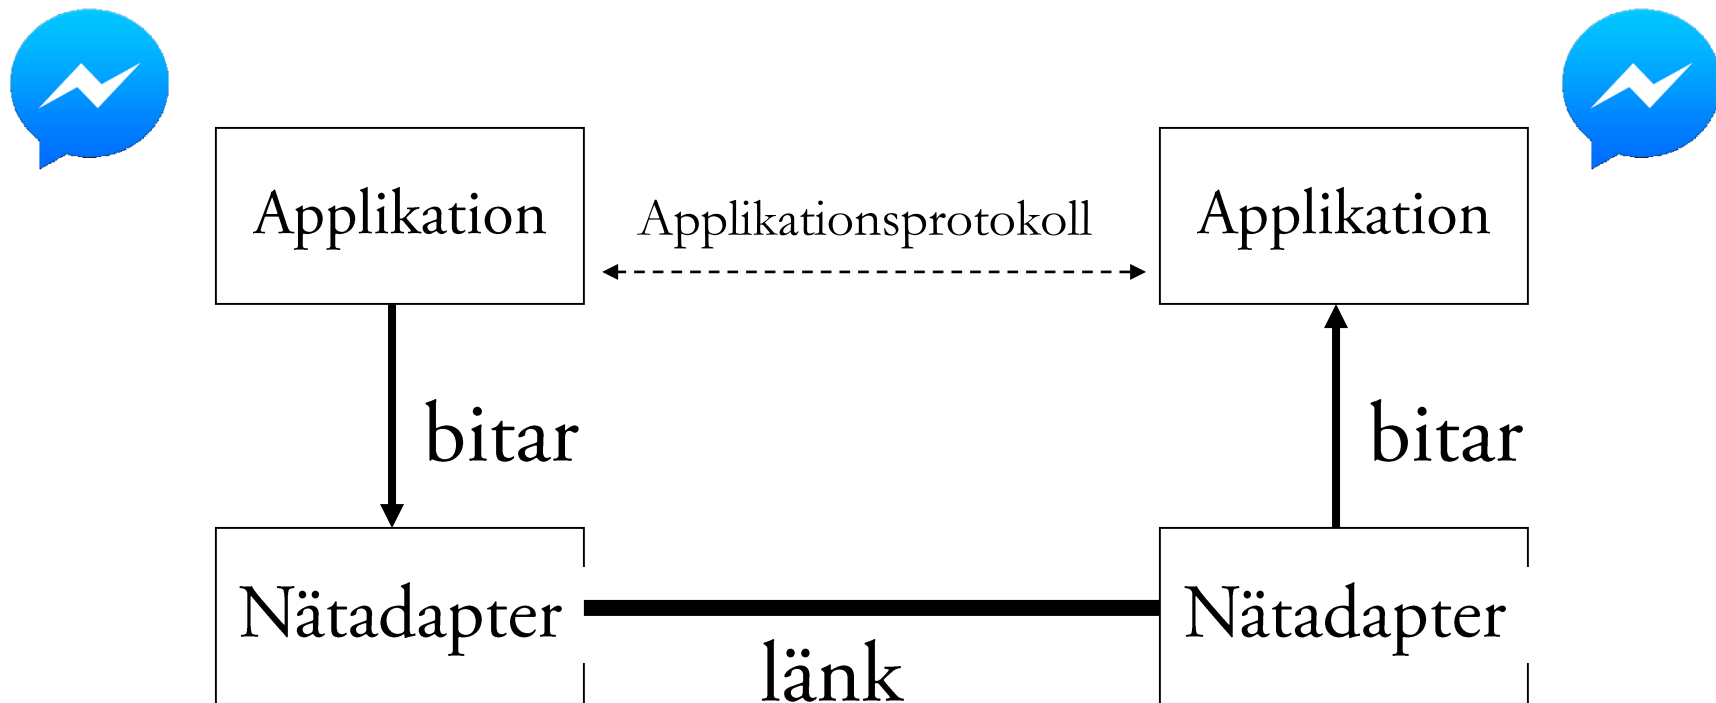 Applikation
Applikationsprotokoll
Applikation
bitar
bitar
Nätadapter
länk
Nätadapter